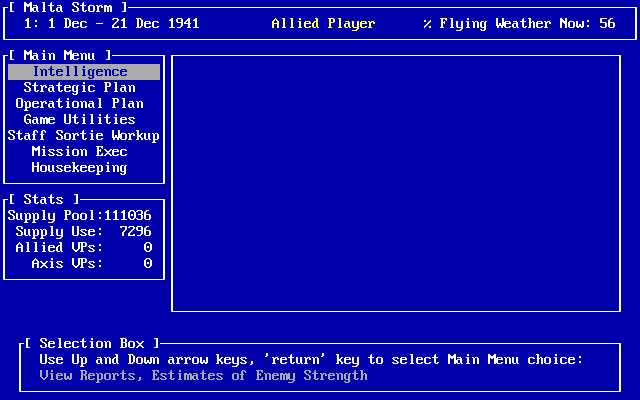 [ Malta Storm ]
1: 1 Dec - 21 Dec 1941 Allied Player % Flying Weather Now: 56
[ Main Menu ]
Intelligence
Strategic Plan
Operational Plan
Game Utilities
Staff Sortie Workup
Mission Exec
Housekeeping
[ Stats ]
Supply Pool:111036
Supply Use: 7296
Allied VPs: 0
Axis VPs: 0
[ Selection Box ]
Use Up and Down arrow keys, 'return' key to select Main Menu choice:
View Reports, Estimates of Enemy Strength